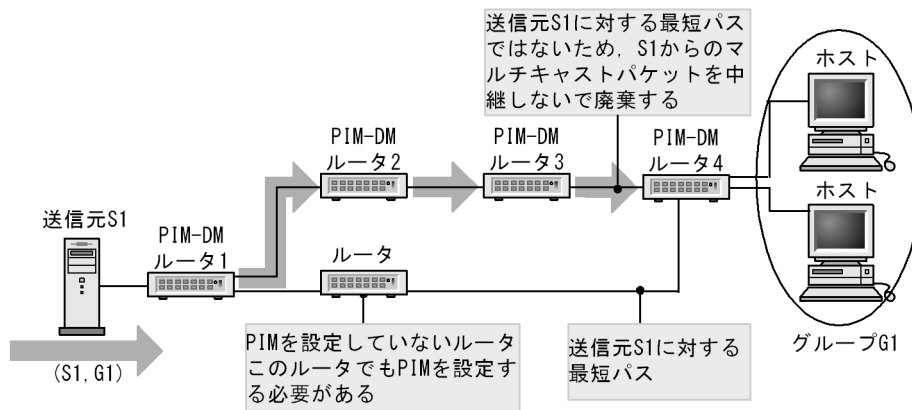 送信元S1に対する最短パス
ではないため，S1からのマ
ルチキャストパケットを中
継しないで廃棄する
ホスト
PIM-DM
ルータ2
PIM-DM
ルータ3
PIM-DM
ルータ4
ホスト
送信元S1
PIM-DM
ルータ1
ルータ
(S1,G1)
PIMを設定していないルータ
このルータでもPIMを設定す
る必要がある
送信元S1に対する
最短パス
グループG1